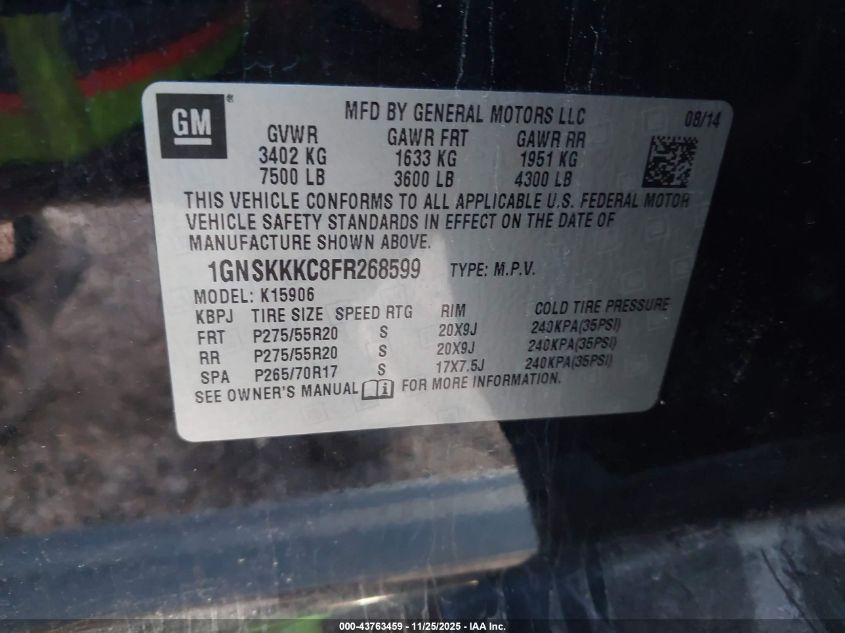 GM®
MFD BY GENERAL MOTORS LLC 08/14
GVWR GAWR FRT GAWR RR
3402 KG 1633 KG 1951 KG
7500 LB 3600 LB 4300 LB
THIS VEHICLE CONFORMS TO ALL APPLICABLE U.S. FEDERAL MOTOR
VEHICLE SAFETY STANDARDS IN EFFECT ON THE DATE OF
MANUFACTURE SHOWN ABOVE.
1GNSKKKC8FR268599 TYPE: M.P.V.
MODEL: K15906
KBPJ TIRE SIZE SPEED RTG RIM COLD TIRE PRESSURE
FRT P275/55R20 S 20X9J 240KPA(35PSI)
RR P275/55R20 S 20X9J 240KPA(35PSI)
SPA P265/70R17 S 17X7.5J 240KPA(35PSI)
SEE OWNER'S MANUAL FOR MORE INFORMATION.
000-43763459 - 11/25/2025 - IAA Inc.